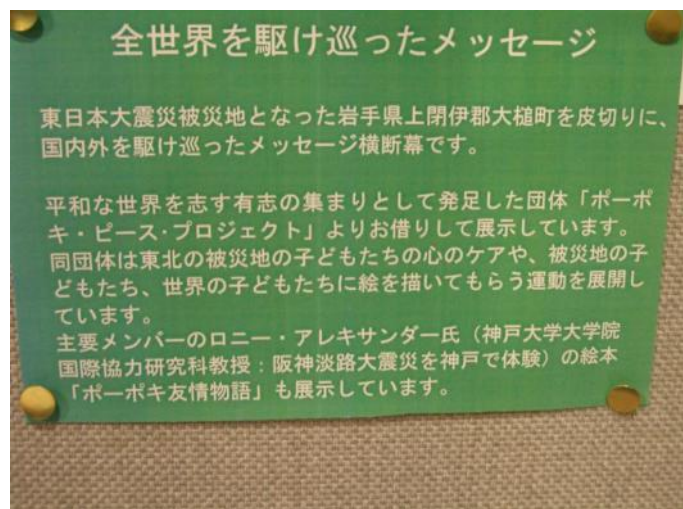 全世界を駆け巡ったメッセージ
東日本大震災被災地となった岩手県上閉伊郡大槌町を皮切りに、
国内外を駆け巡ったメッセージ横断幕です。
平和な世界を志す有志の集まりとして発足した団体「ポーポ
キ・ピース・プロジェクト」よりお借りして展示しています。
同団体は東北の被災地の子どもたちの心のケアや、被災地の子
どもたち、世界の子どもたちに絵を描いてもらう運動を展開し
ています。
主要メンバーのロニー・アレキサンダー氏（神戸大学大学院
国際協力研究科教授：阪神淡路大震災を神戸で体験）の絵本
「ポーポキ友情物語」も展示しています。